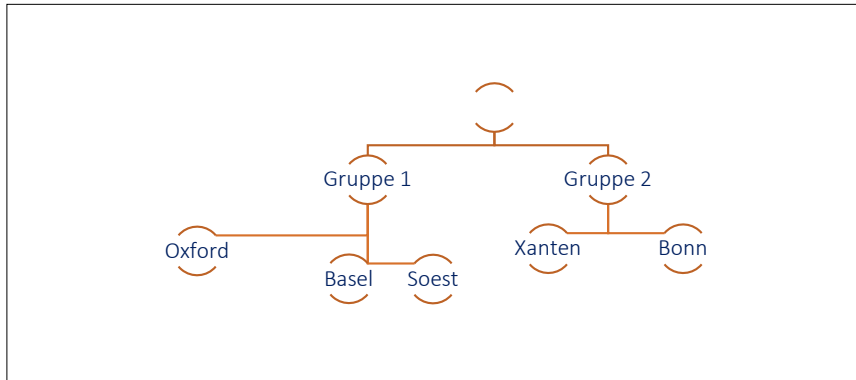 Gruppe 1
Gruppe 2
Oxford
Basel
Soest
Xanten
Bonn